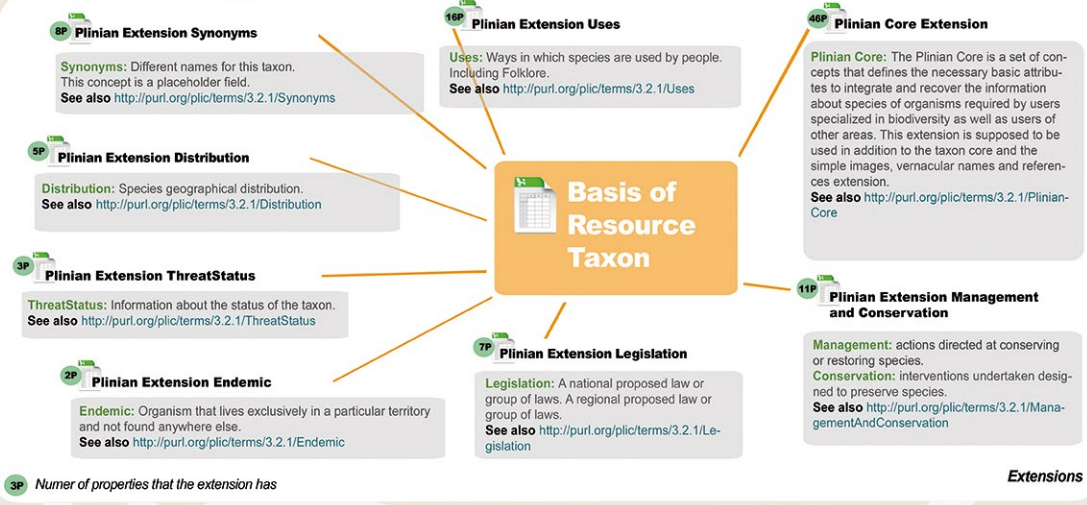 8P Plinian Extension Synonyms
Synonyms: Different names for this taxon.
This concept is a placeholder field.
See also http://purl.org/plic/terms/3.2.1/Synonyms
16P Plinian Extension Uses
Uses: Ways in which species are used by people.
Including Folklore.
See also http://purl.org/plic/terms/3.2.1/Uses
46P Plinian Core Extension
Plinian Core: The Plinian Core is a set of con-
cepts that defines the necessary basic attribu-
tes to integrate and recover the information
about species of organisms required by users
specialized in biodiversity as well as users of
other areas. This extension is supposed to be
used in addition to the taxon core and the
simple images, vernacular names and referen-
ces extension.
See also http://purl.org/plic/terms/3.2.1/Plinian-
Core
5P Plinian Extension Distribution
Distribution: Species geographical distribution.
See also http://purl.org/plic/terms/3.2.1/Distribution
Basis of
Resource
Taxon
3P Plinian Extension ThreatStatus
ThreatStatus: Information about the status of the taxon.
See also http://purl.org/plic/terms/3.2.1/ThreatStatus
11P Plinian Extension Management
and Conservation
Management: actions directed at conserving
or restoring species.
Conservation: interventions undertaken desig-
ned to preserve species.
See also http://purl.org/plic/terms/3.2.1/Mana-
gementAndConservation
2P Plinian Extension Endemic
Endemic: Organism that lives exclusively in a particular territory
and not found anywhere else.
See also http://purl.org/plic/terms/3.2.1/Endemic
7P Plinian Extension Legislation
Legislation: A national proposed law or
group of laws. A regional proposed law or
group of laws.
See also http://purl.org/plic/terms/3.2.1/Le-
gislation
3P Numer of properties that the extension has
Extensions